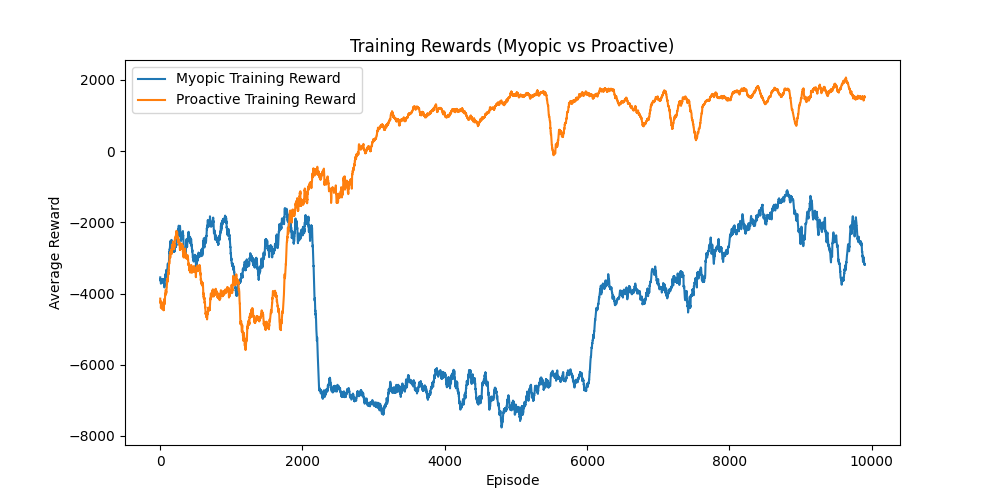 Training Rewards (Myopic vs Proactive)
Myopic Training Reward
Proactive Training Reward
Average Reward
2000
0
−2000
−4000
−6000
−8000
0 2000 4000 6000 8000 10000
Episode